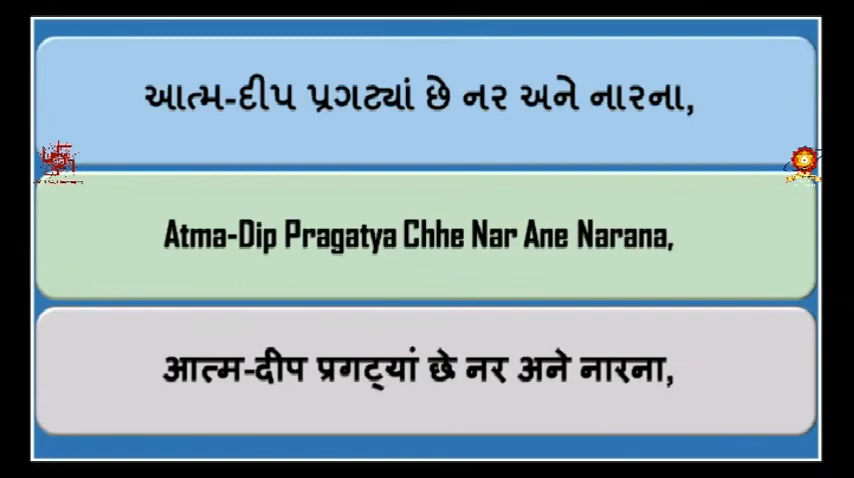 આત્મ-દીપ પ્રગટ્યાં છે નર અને નારના,
Atma-Dip Pragatya Chhe Nar Ane Narana,
आत्म-दीप प्रगट्यां छे नर अने नारना,